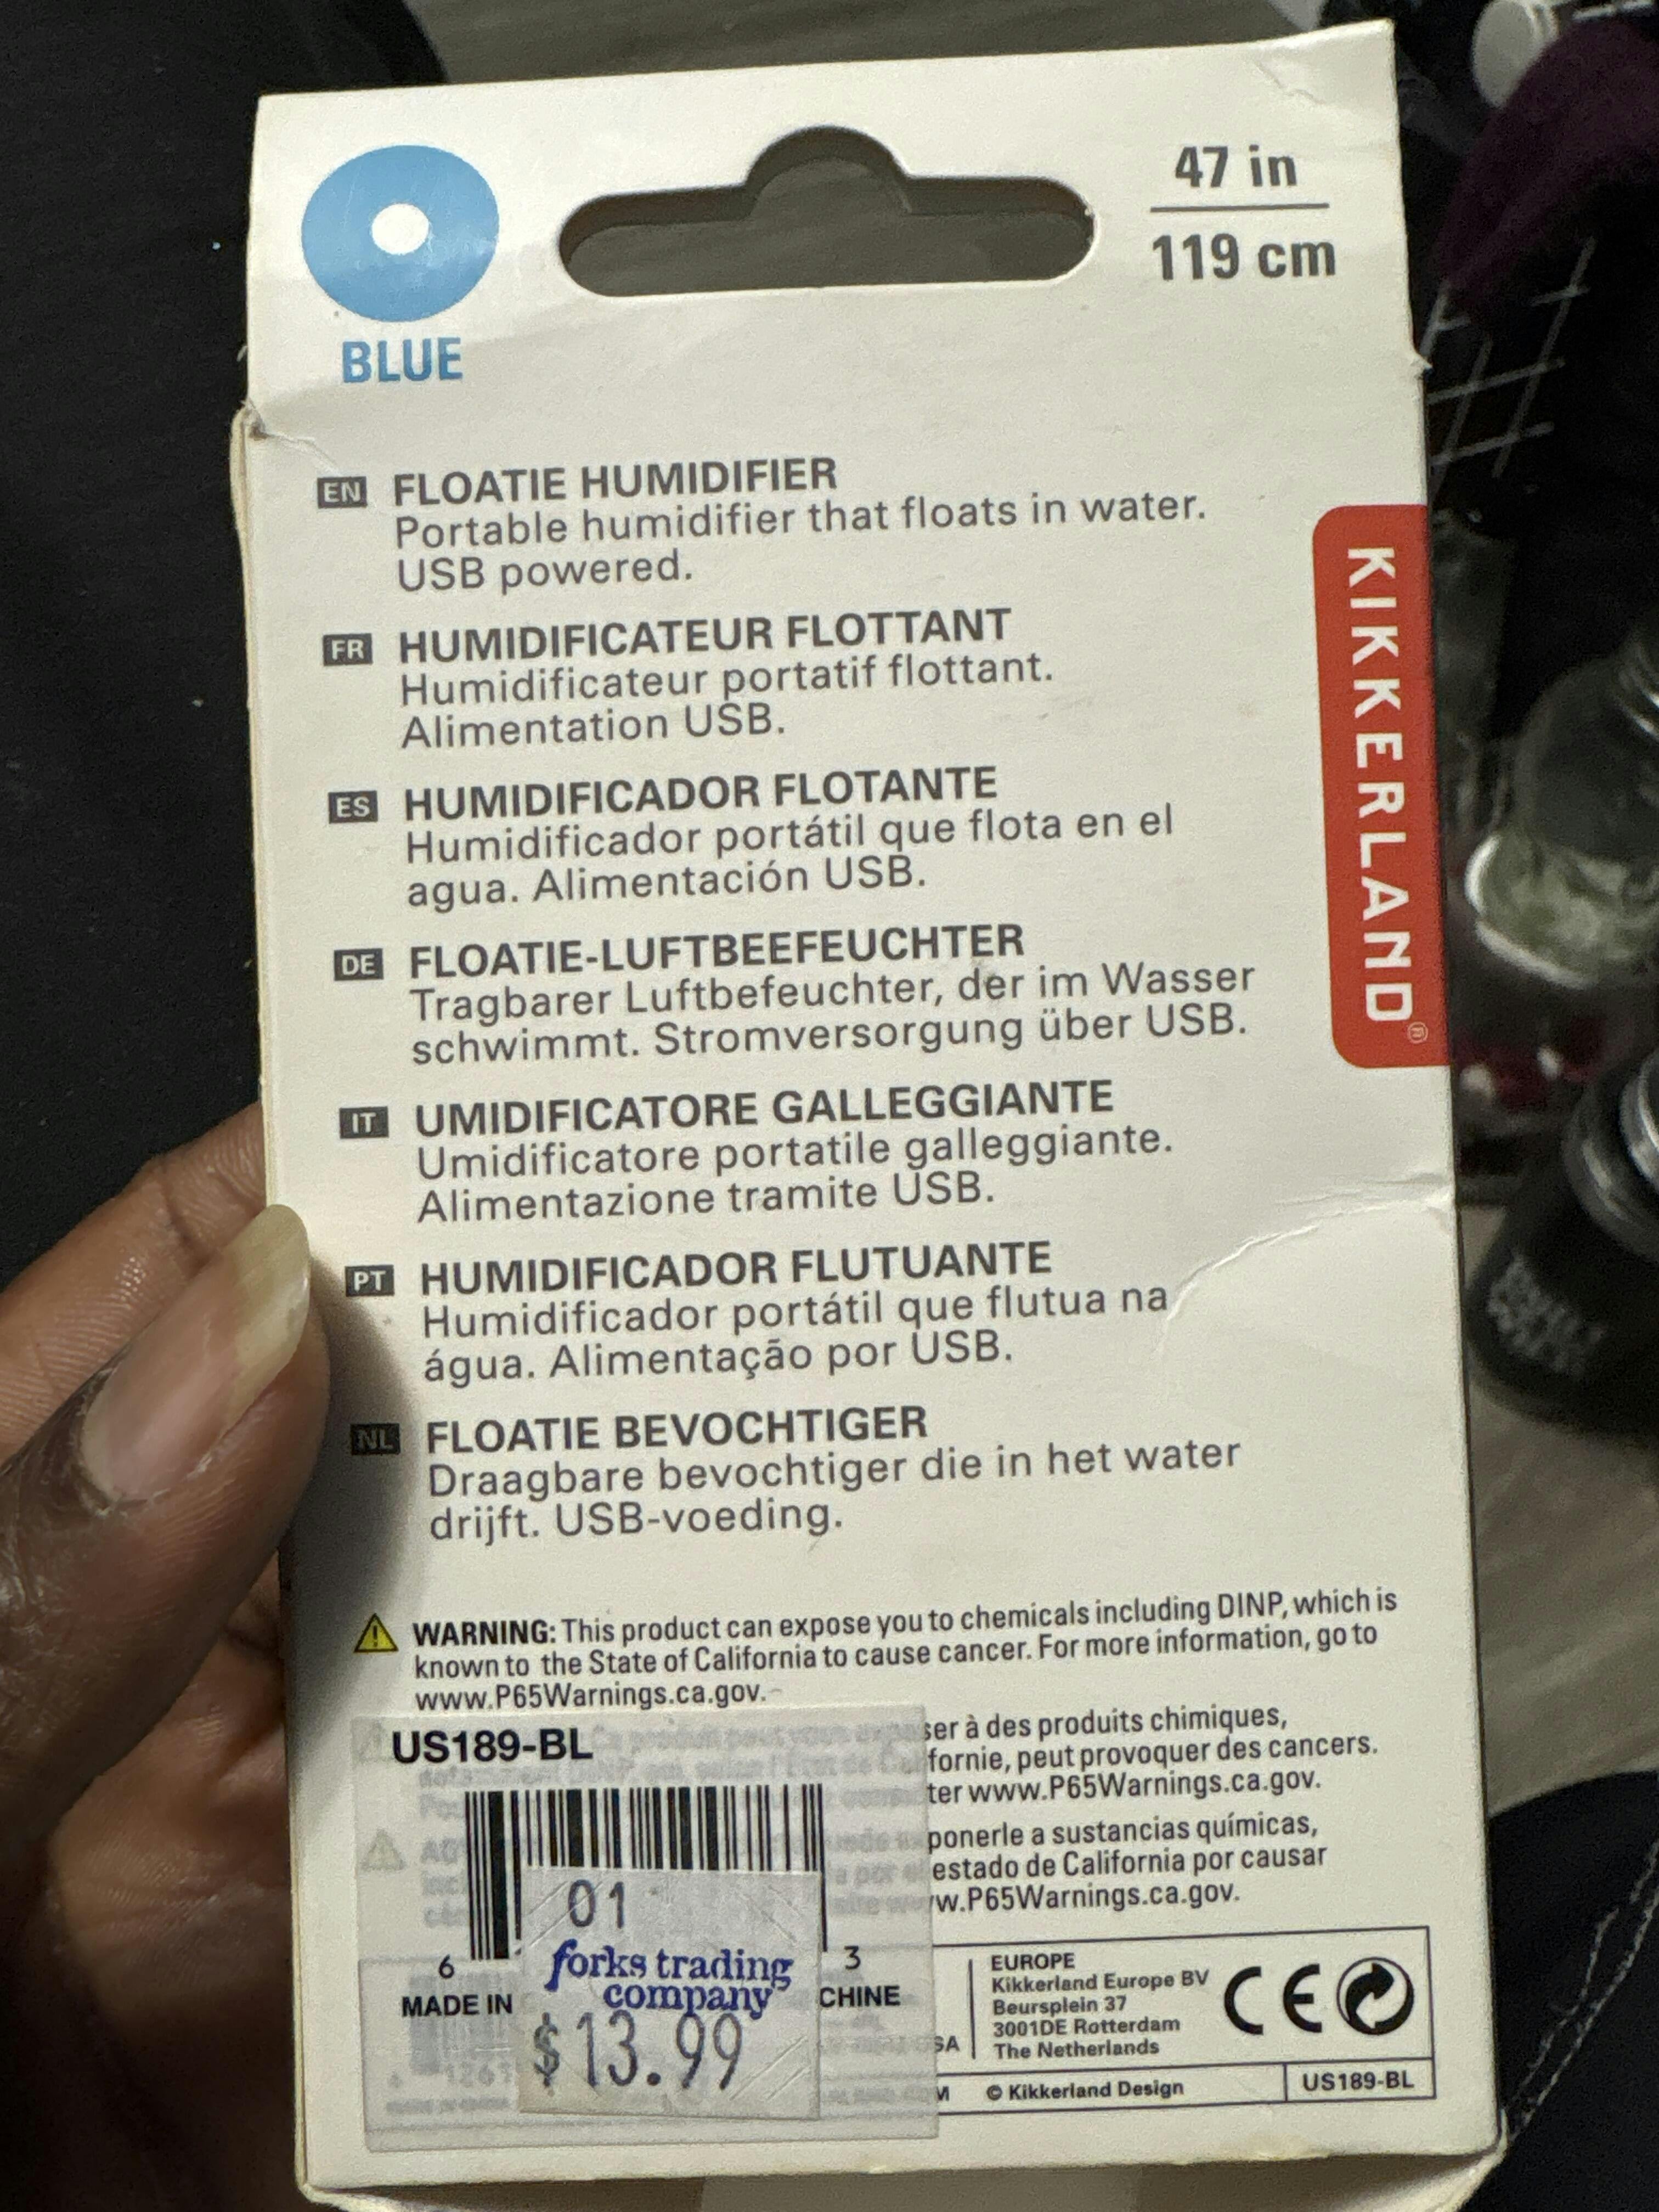 BLUE
47 in
119 cm
EN FLOATIE HUMIDIFIER
Portable humidifier that floats in water.
USB powered.
FR HUMIDIFICATEUR FLOTTANT
Humidificateur portatif flottant.
Alimentation USB.
ES HUMIDIFICADOR FLOTANTE
Humidificador portátil que flota en el
agua. Alimentación USB.
DE FLOATIE-LUFTBEEFEUCHTER
Tragbarer Luftbefeuchter, der im Wasser
schwimmt. Stromversorgung über USB.
IT UMIDIFICATORE GALLEGGIANTE
Umidificatore portatile galleggiante.
Alimentazione tramite USB.
PT HUMIDIFICADOR FLUTUANTE
Humidificador portátil que flutua na
água. Alimentação por USB.
NL FLOATIE BEVOCHTIGER
Draagbare bevochtiger die in het water
drijft. USB-voeding.
KIKKERLAND®
WARNING: This product can expose you to chemicals including DINP, which is
known to the State of California to cause cancer. For more information, go to
www.P65Warnings.ca.gov.
ser à des produits chimiques,
fornie, peut provoquer des cancers.
ter www.P65Warnings.ca.gov.
ponerle a sustancias químicas,
estado de California por causar
w.P65Warnings.ca.gov.
US189-BL
01
6 3
MADE IN CHINE
forks trading
company
$13.99
EUROPE
Kikkerland Europe BV
Beursplein 37
3001DE Rotterdam
The Netherlands
CE
© Kikkerland Design
US189-BL